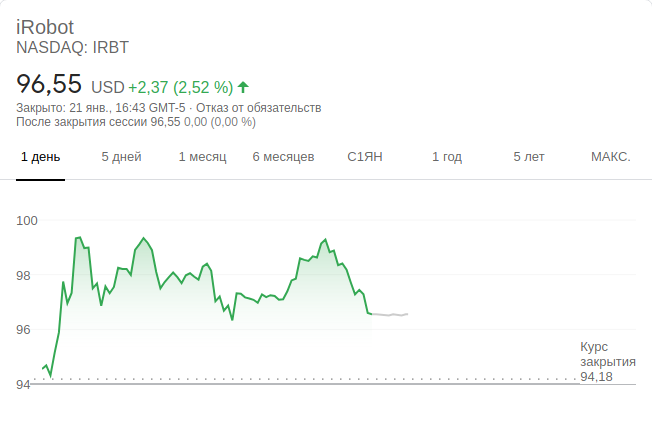 iRobot
NASDAQ: IRBT
96,55 USD +2,37 (2,52 %)
Закрыто: 21 янв., 16:43 GMT-5 · Отказ от обязательств
После закрытия сессии 96,55 0,00 (0,00 %)
1 день 5 дней 1 месяц 6 месяцев С1ЯН 1 год 5 лет МАКС.
100
98
96
Курс
закрытия
94,18
94